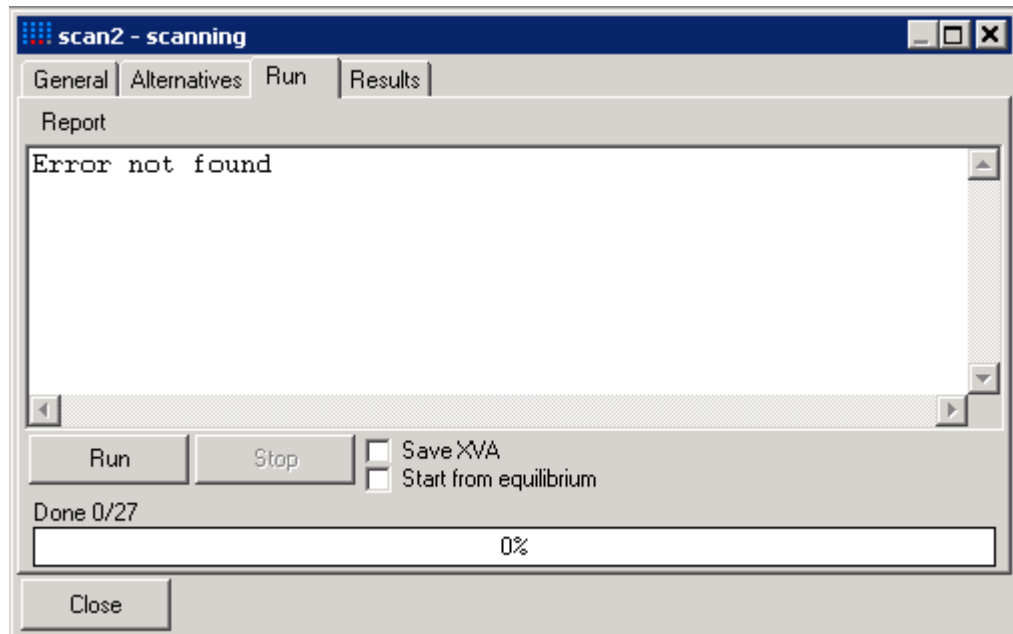 scan2 - scanning
General Alternatives Run Results
Report
Error not found
Run Stop Save XVA
Start from equilibrium
Done 0/27
0%
Close